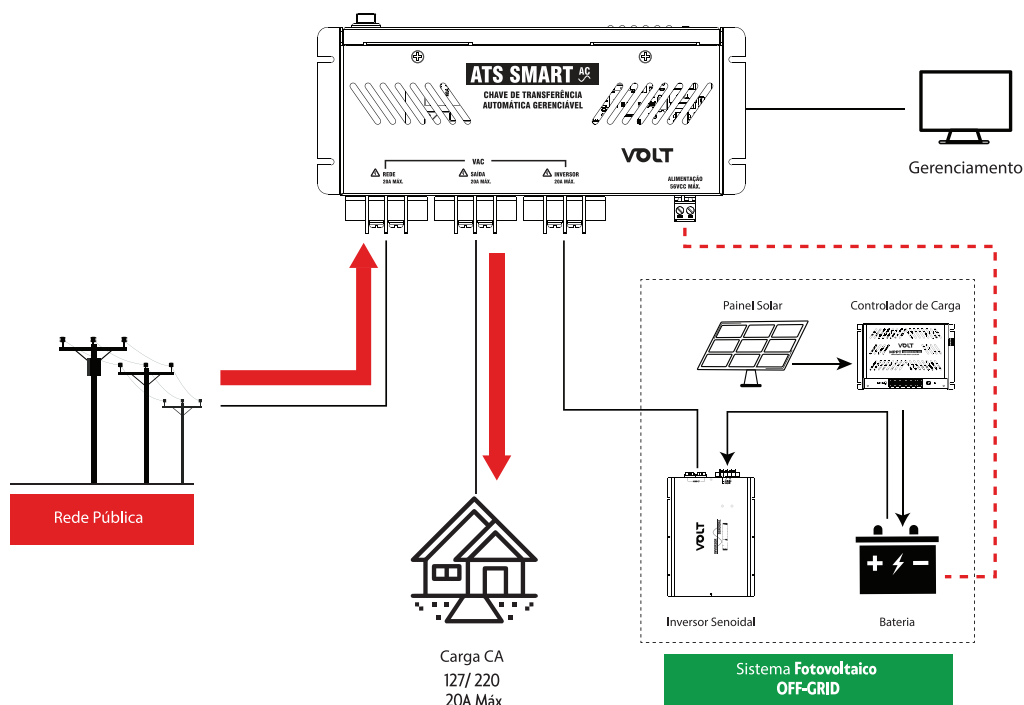 ATS SMART AC
CHAVE DE TRANSFERÊNCIA
AUTOMÁTICA GERENCIÁVEL
VOLT
VAC
REDE
20A MÁX.
SAÍDA
20A MÁX.
INVERSOR
20A MÁX.
ALIMENTAÇÃO
56VCC MÁX.
Gerenciamento
Painel Solar
Controlador de Carga
VOLT
Rede Pública
VOLT
Inversor Senoidal
Bateria
Carga CA
127/ 220
20A Máx
Sistema Fotovoltaico
OFF-GRID